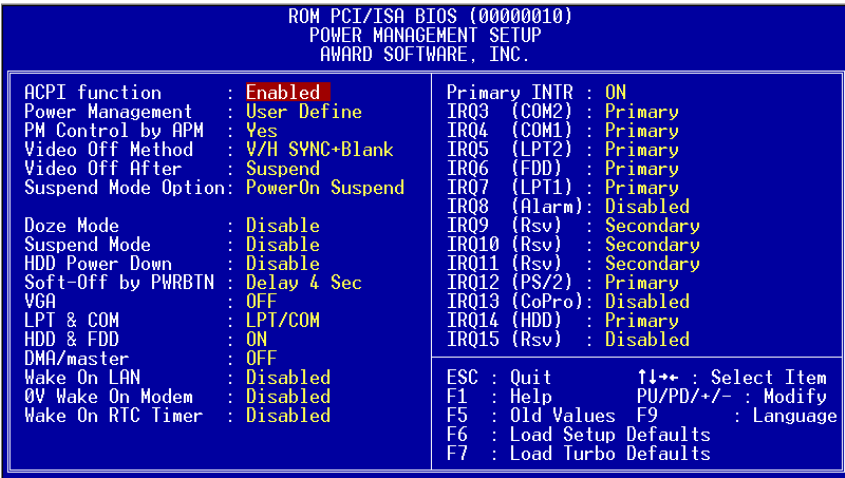 ROM PCI/ISA BIOS (00000010)
POWER MANAGEMENT SETUP
AWARD SOFTWARE, INC.
ACPI function : Enabled
Power Management : User Define
PM Control by APM : Yes
Video Off Method : V/H SYNC+Blank
Video Off After : Suspend
Suspend Mode Option: PowerOn Suspend
Doze Mode : Disable
Suspend Mode : Disable
HDD Power Down : Disable
Soft-Off by PWRBTN : Delay 4 Sec
VGA : OFF
LPT & COM : LPT/COM
HDD & FDD : ON
DMA/master : OFF
Wake On LAN : Disabled
0V Wake On Modem : Disabled
Wake On RTC Timer : Disabled
Primary INTR : ON
IRQ3 (COM2) : Primary
IRQ4 (COM1) : Primary
IRQ5 (LPT2) : Primary
IRQ6 (FDD) : Primary
IRQ7 (LPT1) : Primary
IRQ8 (Alarm): Disabled
IRQ9 (Rsv) : Secondary
IRQ10 (Rsv) : Secondary
IRQ11 (Rsv) : Secondary
IRQ12 (PS/2) : Primary
IRQ13 (CoPro): Disabled
IRQ14 (HDD) : Primary
IRQ15 (Rsv) : Disabled
ESC : Quit ↑↓→← : Select Item
F1 : Help PU/PD/+/- : Modify
F5 : Old Values F9 : Language
F6 : Load Setup Defaults
F7 : Load Turbo Defaults